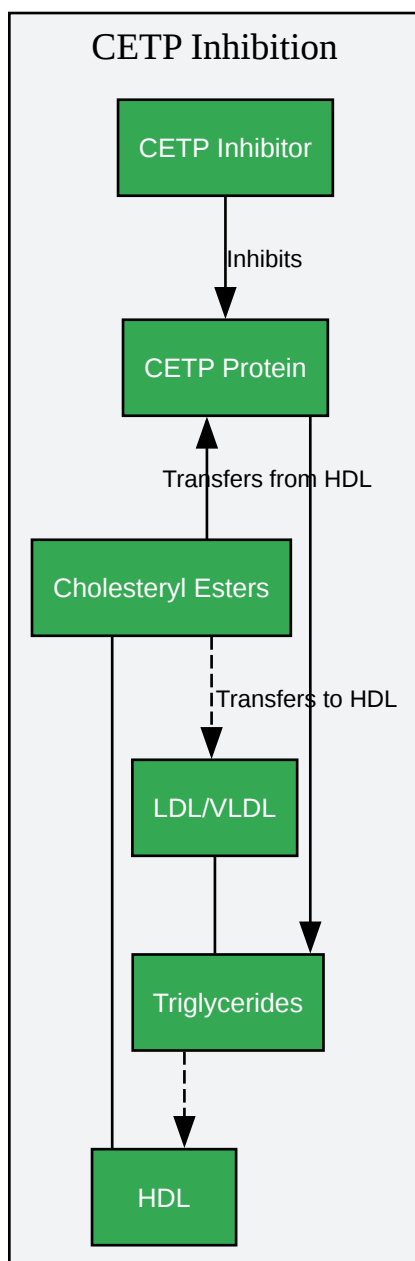 CETP Inhibition
CETP Inhibitor
Inhibits
CETP Protein
Transfers from HDL
Cholesteryl Esters
Transfers to HDL
LDL/VLDL
Triglycerides
HDL